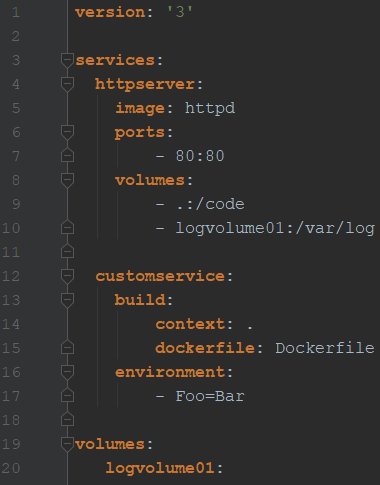 1 version: '3'
2
3 services:
4   httpserver:
5     image: httpd
6     ports:
7         - 80:80
8     volumes:
9         - .:/code
10         - logvolume01:/var/log
11
12   customservice:
13     build:
14         context: .
15         dockerfile: Dockerfile
16     environment:
17         - Foo=Bar
18
19 volumes:
20    logvolume01: